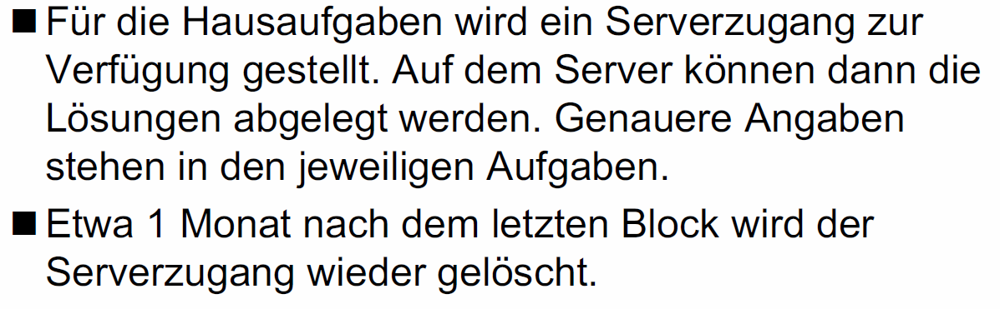 ■ Für die Hausaufgaben wird ein Serverzugang zur
Verfügung gestellt. Auf dem Server können dann die
Lösungen abgelegt werden. Genauere Angaben
stehen in den jeweiligen Aufgaben.
■ Etwa 1 Monat nach dem letzten Block wird der
Serverzugang wieder gelöscht.